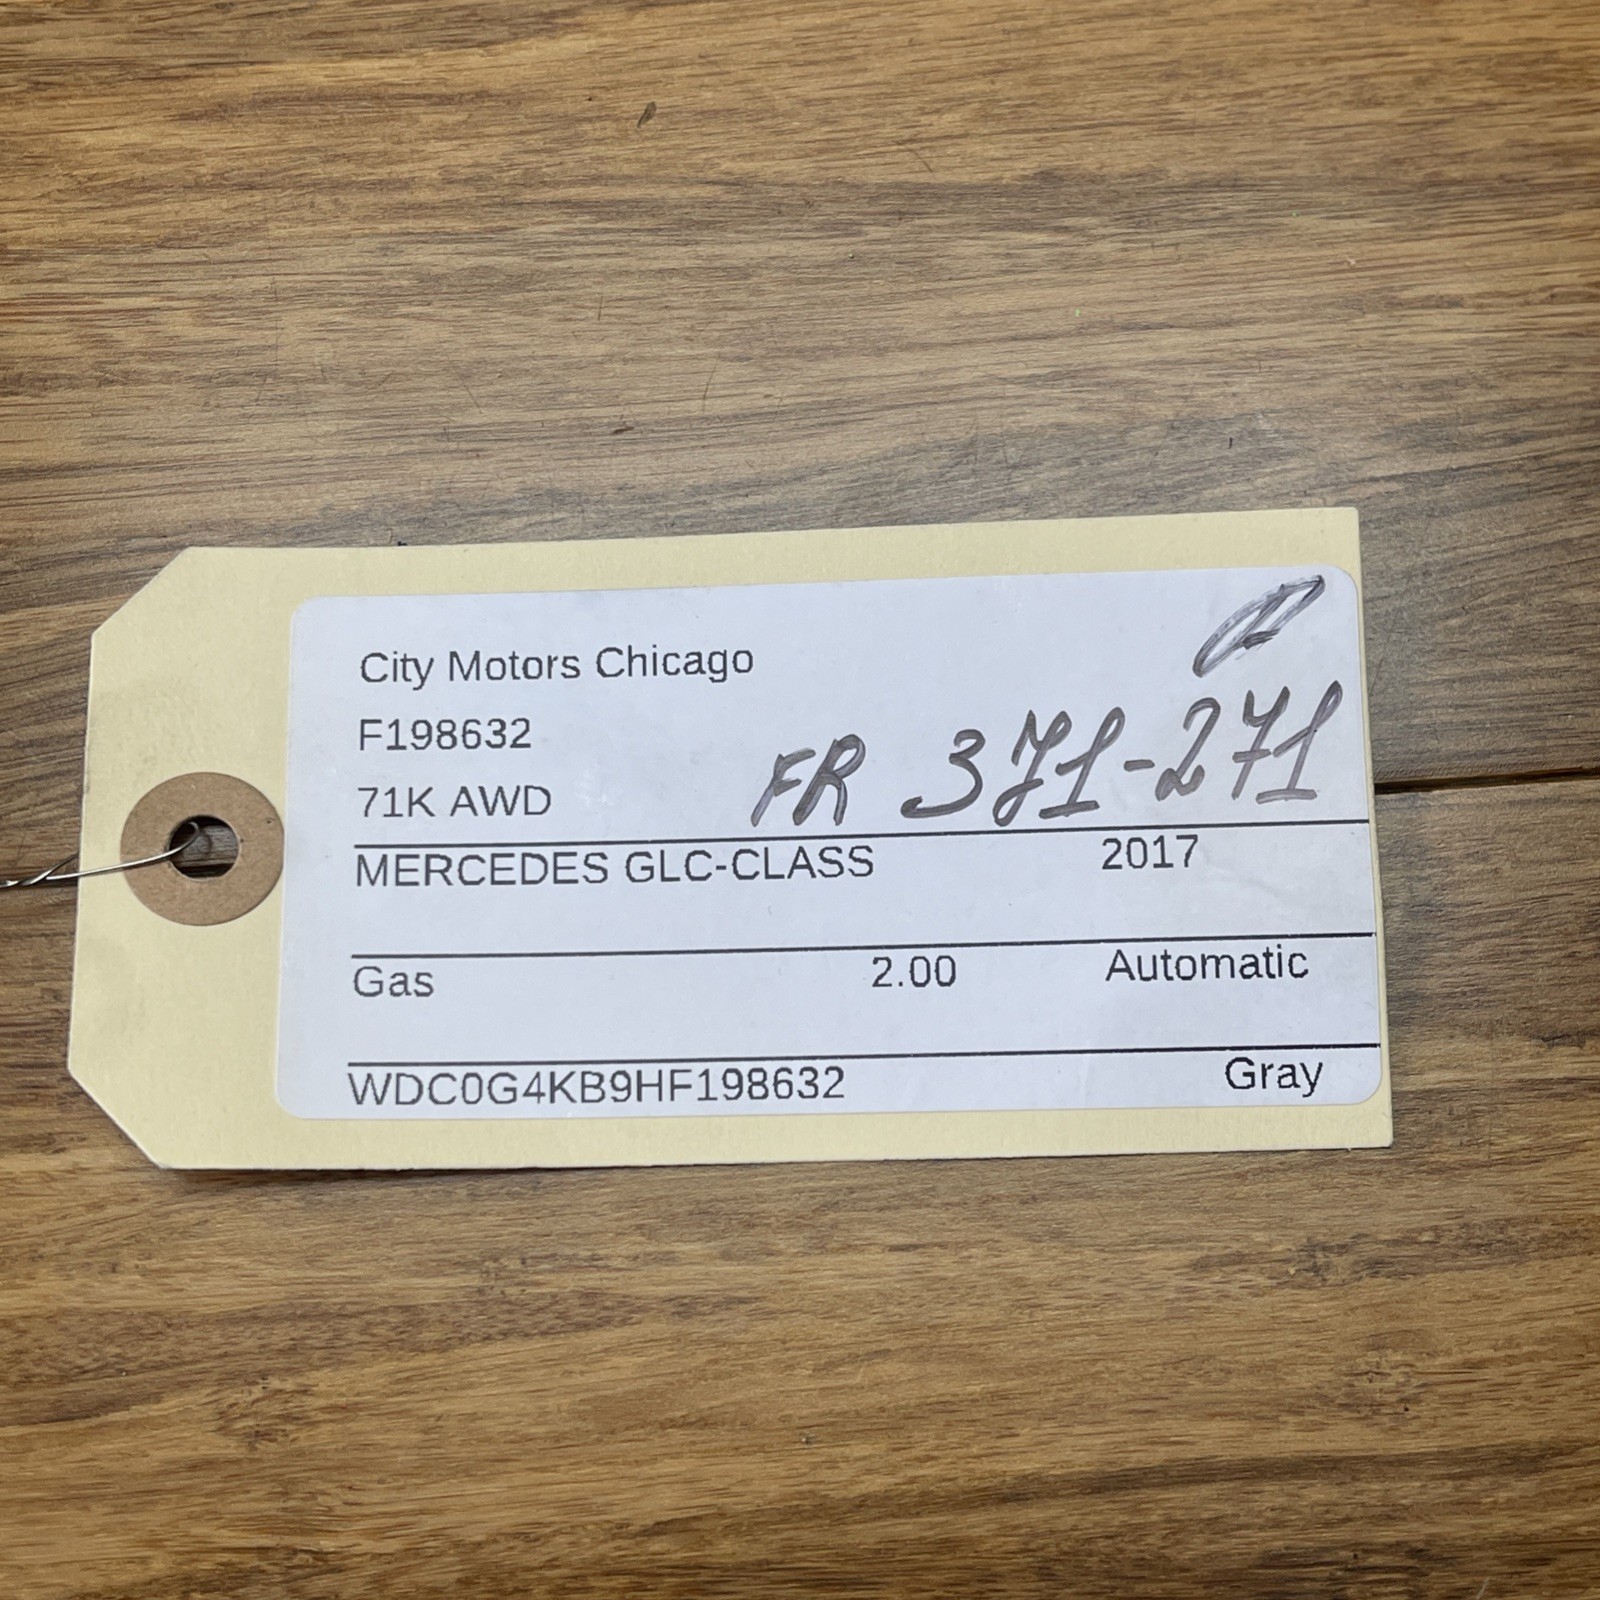 City Motors Chicago
F198632
71K AWD
FR 371-271
MERCEDES GLC-CLASS 2017
Gas 2.00 Automatic
WDC0G4KB9HF198632 Gray